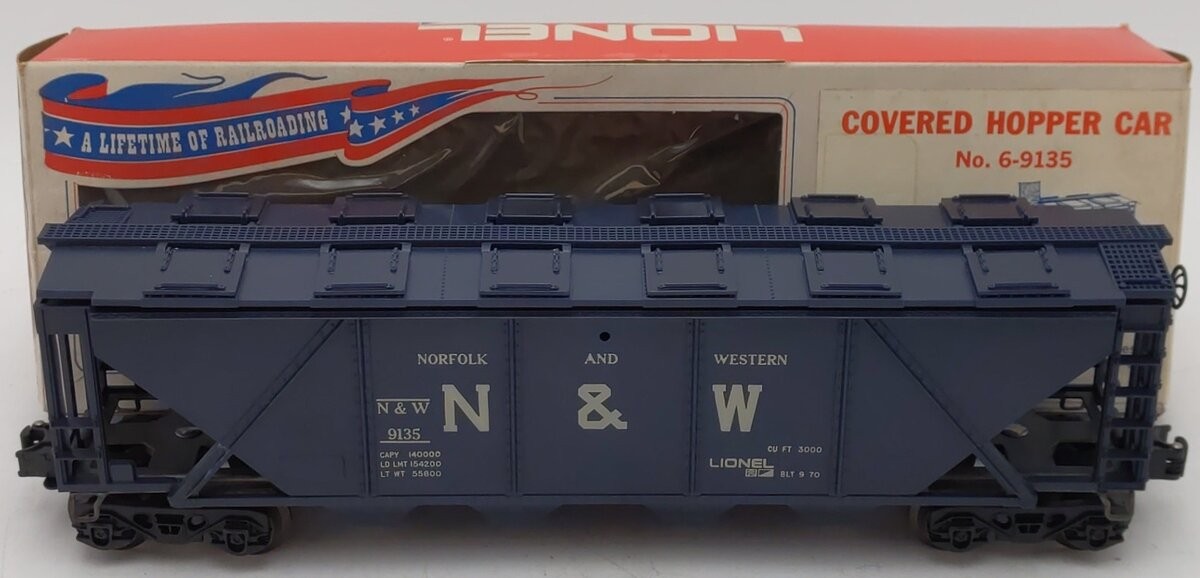 LIONEL
A LIFETIME OF RAILROADING
COVERED HOPPER CAR
No. 6-9135
NORFOLK AND WESTERN
N & W
N & W
9135
CAPY 140000
LD LMT 154200
LT WT 55800
CU FT 3000
LIONEL
BLT 9 70